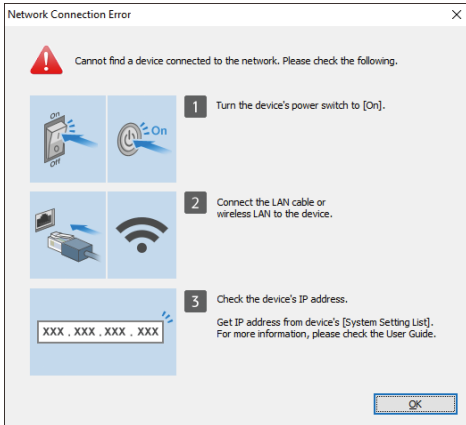 Network Connection Error
Cannot find a device connected to the network. Please check the following.
On
Off
On
1
Turn the device's power switch to [On].
2
Connect the LAN cable or
wireless LAN to the device.
XXX . XXX . XXX . XXX
3
Check the device's IP address.
Get IP address from device's [System Setting List].
For more information, please check the User Guide.
OK